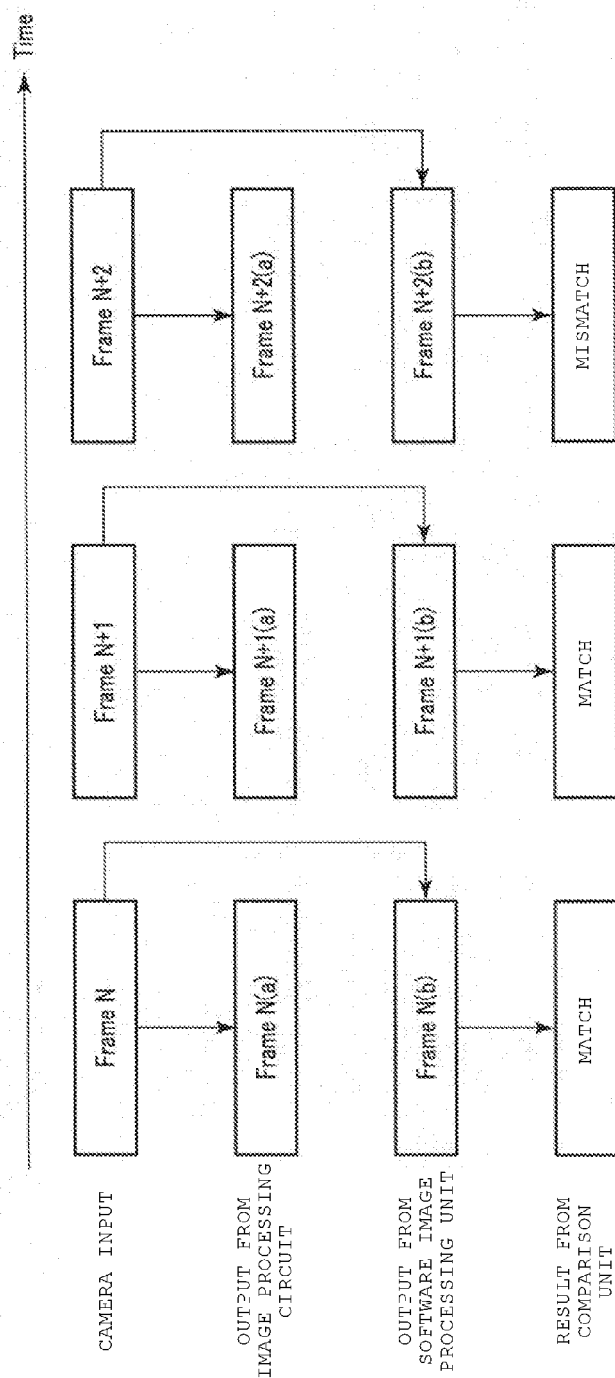 Time
CAMERA INPUT
Frame N
Frame N+1
Frame N+2
OUTPUT FROM
IMAGE PROCESSING
CIRCUIT
Frame N(a)
Frame N+1(a)
Frame N+2(a)
OUTPUT FROM
SOFTWARE IMAGE
PROCESSING UNIT
Frame N(b)
Frame N+1(b)
Frame N+2(b)
RESULT FROM
COMPARISON
UNIT
MATCH
MATCH
MISMATCH